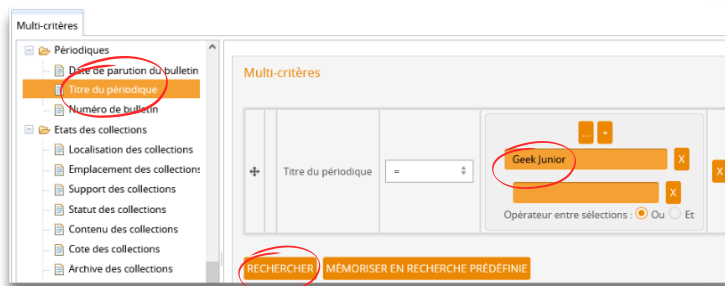 Multi-critères
Périodiques
Date de parution du bulletin
Titre du périodique
Numéro de bulletin
Etats des collections
Localisation des collections
Emplacement des collections
Support des collections
Statut des collections
Contenu des collections
Cote des collections
Archive des collections
Multi-critères
... +
Titre du périodique = Geek Junior X X
X
Opérateur entre sélections : Ou Et
RECHERCHER MÉMORISER EN RECHERCHE PRÉDÉFINIE